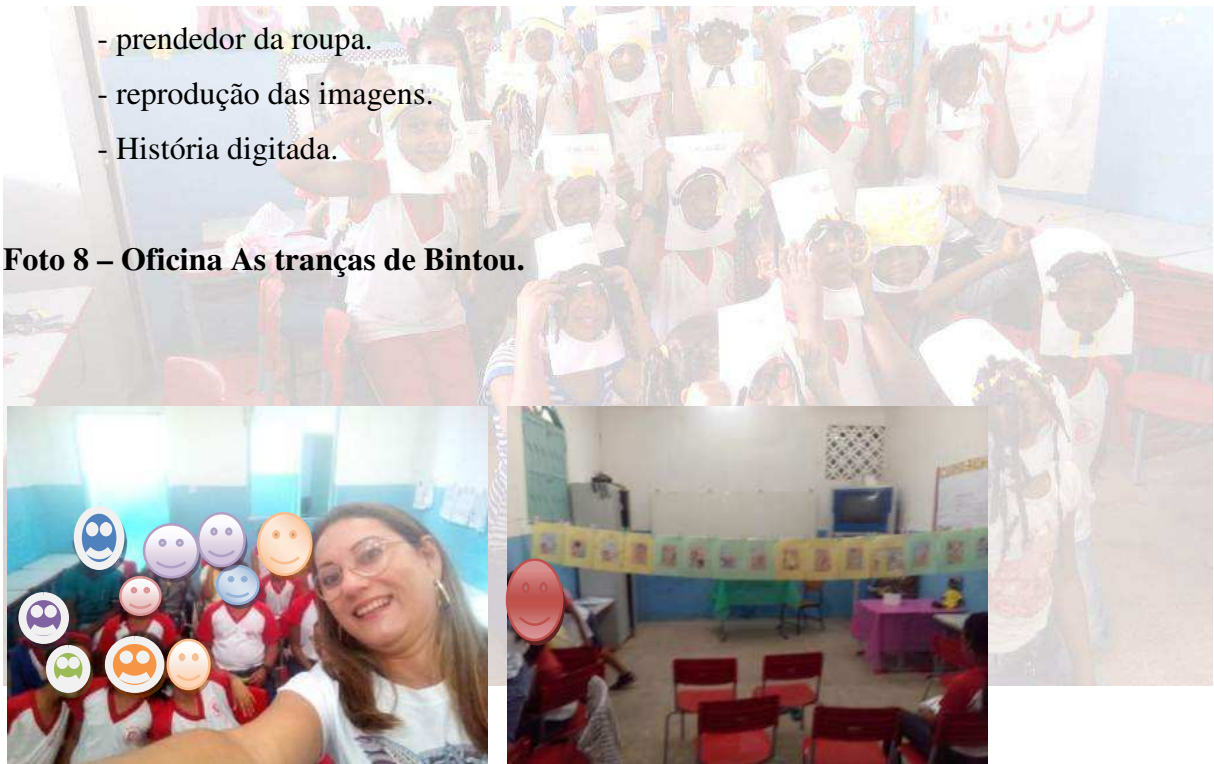 - prendedor da roupa.
- reprodução das imagens.
- História digitada.
Foto 8 – Oficina As tranças de Bintou.